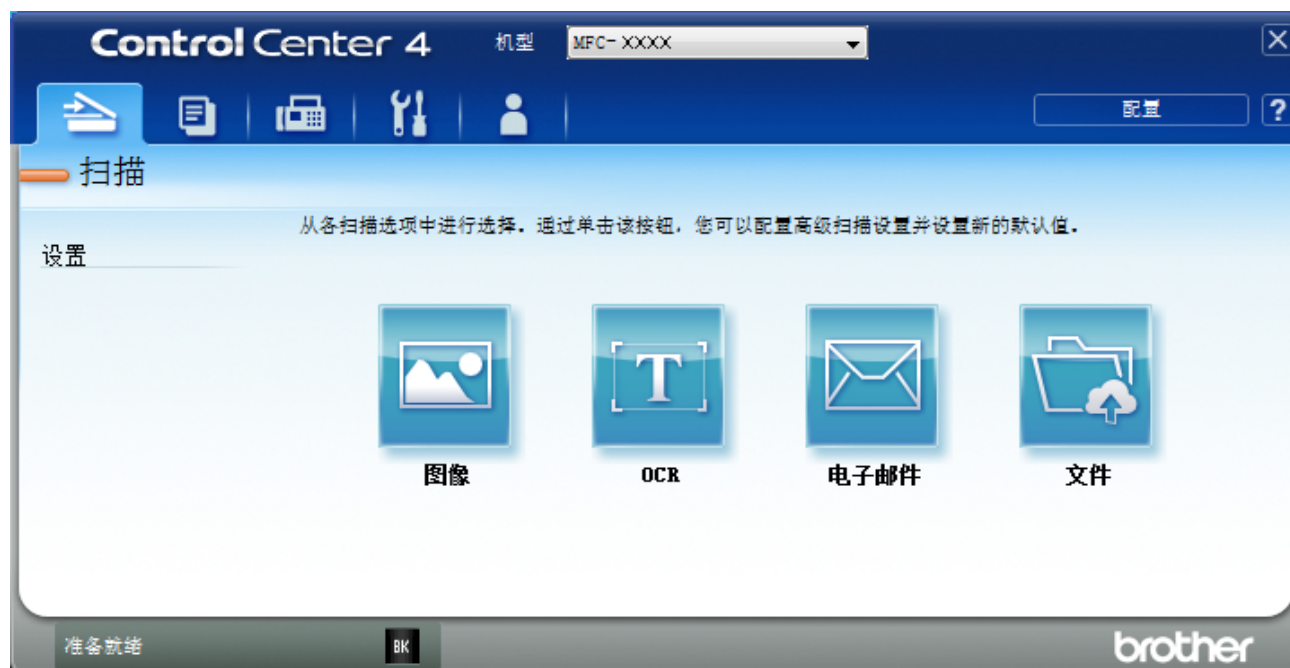 Control Center 4 机型 MFC-XXXX
配置 ?
扫描
从各扫描选项中进行选择。通过单击该按钮，您可以配置高级扫描设置并设置新的默认值。
设置
T
图像 OCR 电子邮件 文件
准备就绪 BK brother